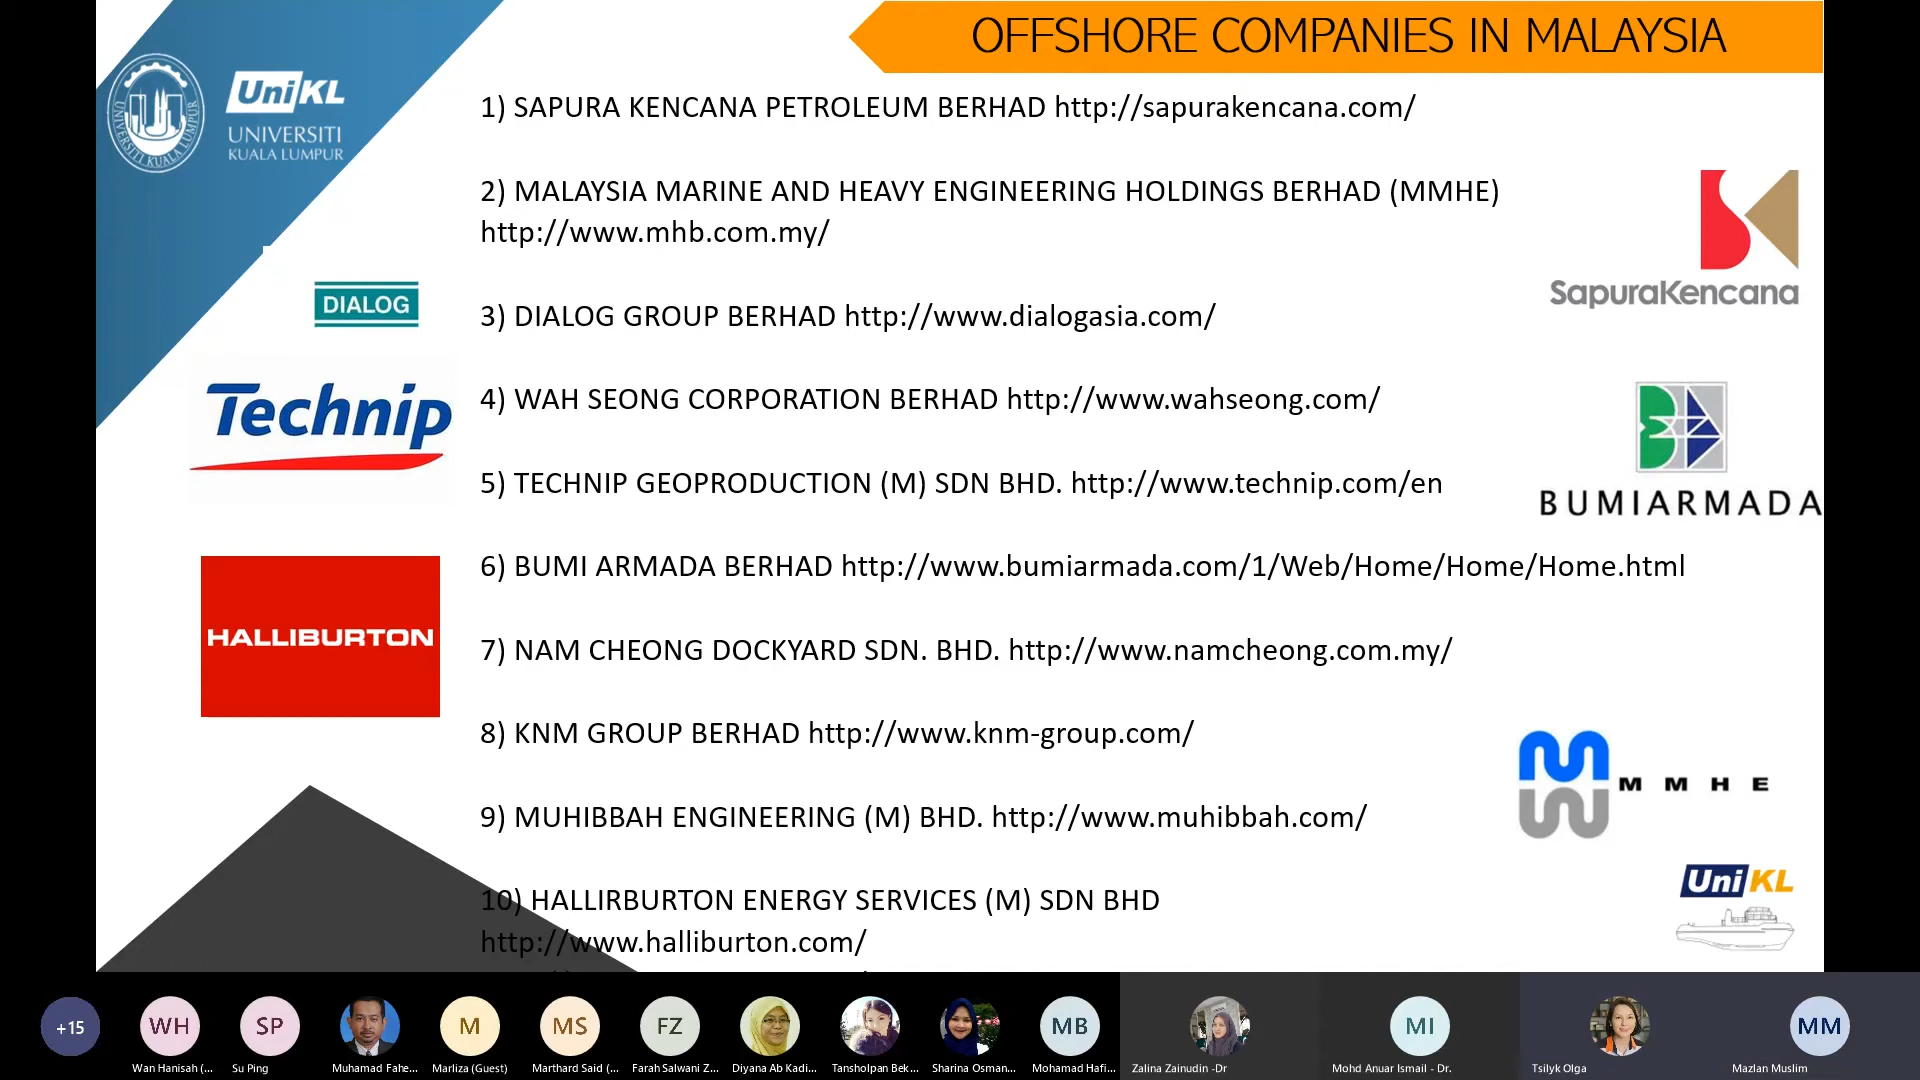 OFFSHORE COMPANIES IN MALAYSIA
UNIVERSITI KUALA LUMPUR
UniKL
UNIVERSITI
KUALA LUMPUR
1) SAPURA KENCANA PETROLEUM BERHAD http://sapurakencana.com/
2) MALAYSIA MARINE AND HEAVY ENGINEERING HOLDINGS BERHAD (MMHE)
http://www.mhb.com.my/
3) DIALOG GROUP BERHAD http://www.dialogasia.com/
4) WAH SEONG CORPORATION BERHAD http://www.wahseong.com/
5) TECHNIP GEOPRODUCTION (M) SDN BHD. http://www.technip.com/en
6) BUMI ARMADA BERHAD http://www.bumiarmada.com/1/Web/Home/Home/Home.html
7) NAM CHEONG DOCKYARD SDN. BHD. http://www.namcheong.com.my/
8) KNM GROUP BERHAD http://www.knm-group.com/
9) MUHIBBAH ENGINEERING (M) BHD. http://www.muhibbah.com/
10) HALLIRBURTON ENERGY SERVICES (M) SDN BHD
http://www.halliburton.com/
DIALOG
Technip
HALLIBURTON
SapuraKencana
BUMIARMADA
MMHE
UniKL
+15
WH
SP
M
MS
FZ
MB
MI
MM
Wan Hanisah (...
Su Ping
Muhamad Fahe...
Marliza (Guest)
Marthard Said (...
Farah Salwani Z...
Diyana Ab Kadi...
Tansholpan Bek...
Sharina Osman...
Mohamad Hafi...
Zalina Zainudin -Dr
Mohd Anuar Ismail - Dr.
Tsilyk Olga
Mazlan Muslim